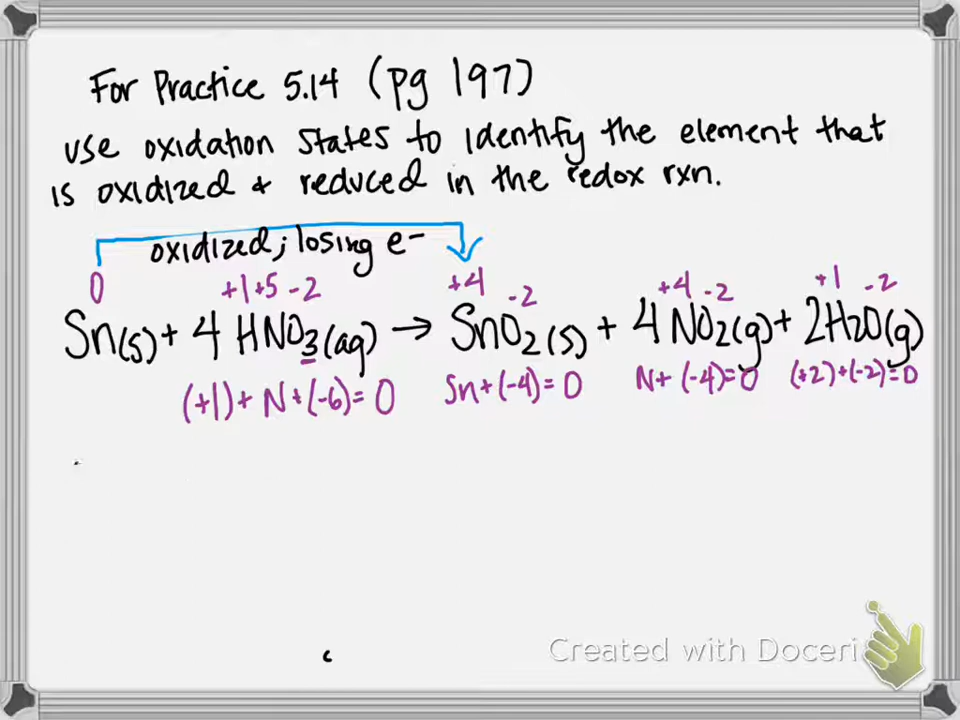 For Practice 5.14 (pg 197)
use oxidation states to identify the element that
is oxidized & reduced in the redox rxn.
oxidized; losing e⁻
0 +1 +5 -2 +4 -2 +4 -2 +1 -2
Sn(s) + 4 HNO₃(aq) → SnO₂(s) + 4NO₂(g) + 2H₂O(g)
(+1) + N + (-6) = 0 Sn + (-4) = 0 N + (-4) = 0 (+2) + (-2) = 0
Created with Doceri